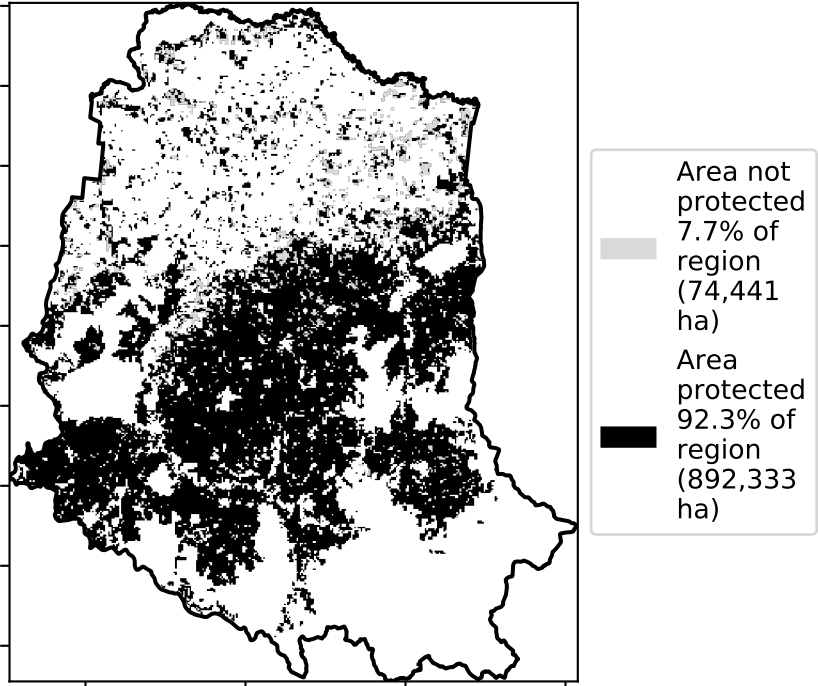 Area not
protected
7.7% of
region
(74,441
ha)
Area
protected
92.3% of
region
(892,333
ha)